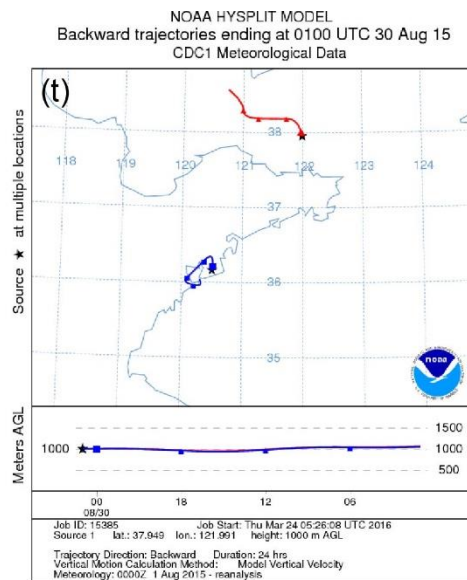 NOAA HYSPLIT MODEL
Backward trajectories ending at 0100 UTC 30 Aug 15
CDC1 Meteorological Data
(t)
38
118 119 120 121 122 123 124
37
36
35
Source ★ at multiple locations
noaa
Meters AGL
1500
1000 1000
500
00 18 12 06
08/30
Job ID: 15385 Job Start: Thu Mar 24 05:26:08 UTC 2016
Source 1 lat.: 37.949 lon.: 121.991 height: 1000 m AGL
Trajectory Direction: Backward Duration: 24 hrs
Vertical Motion Calculation Method: Model Vertical Velocity
Meteorology: 0000Z 1 Aug 2015 - reanalysis